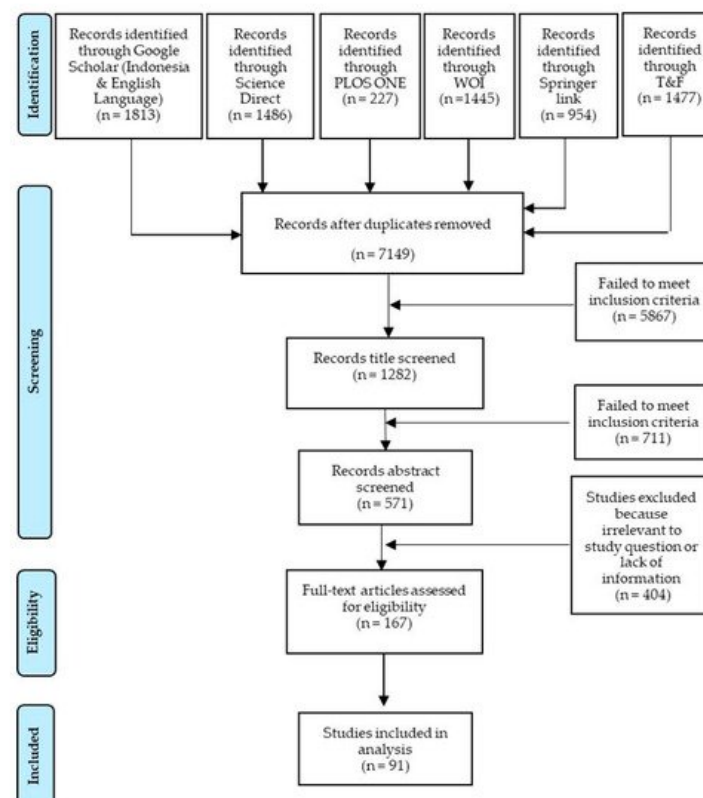 Identification
Records identified
through Google
Scholar (Indonesia
& English
Language)
(n = 1813)
Records
identified
through
Science
Direct
(n = 1486)
Records
identified
through
PLOS ONE
(n = 227)
Records
identified
through
WOI
(n =1445)
Records
identified
through
Springer
link
(n = 954)
Records
identified
through
T&F
(n = 1477)
Screening
Records after duplicates removed
(n = 7149)
Failed to meet
inclusion criteria
(n = 5867)
Records title screened
(n = 1282)
Failed to meet
inclusion criteria
(n = 711)
Records abstract
screened
(n = 571)
Studies excluded
because
irrelevant to
study question or
lack of
information
(n = 404)
Eligibility
Full-text articles assessed
for eligibility
(n = 167)
Included
Studies included in
analysis
(n = 91)